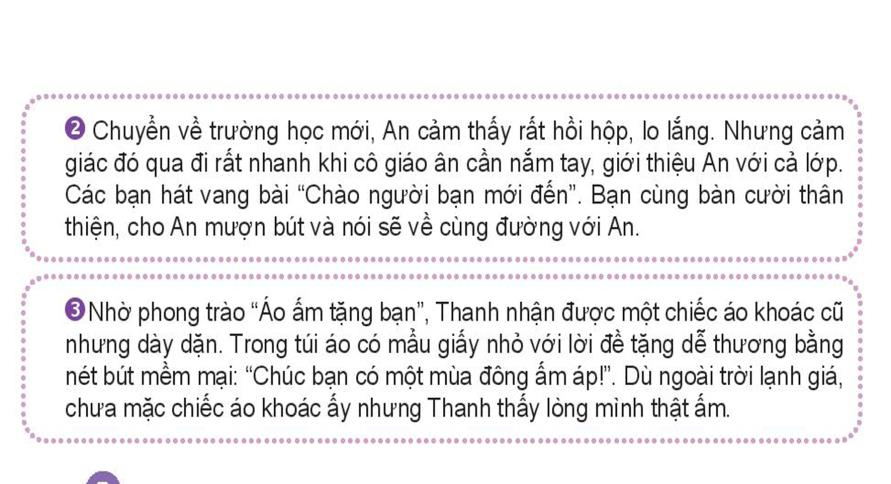 2 Chuyển về trường học mới, An cảm thấy rất hồi hộp, lo lắng. Nhưng cảm
giác đó qua đi rất nhanh khi cô giáo ân cần nắm tay, giới thiệu An với cả lớp.
Các bạn hát vang bài “Chào người bạn mới đến”. Bạn cùng bàn cười thân
thiện, cho An mượn bút và nói sẽ về cùng đường với An.
3 Nhờ phong trào “Áo ấm tặng bạn”, Thanh nhận được một chiếc áo khoác cũ
nhưng dày dặn. Trong túi áo có mẩu giấy nhỏ với lời đề tặng dễ thương bằng
nét bút mềm mại: “Chúc bạn có một mùa đông ấm áp!”. Dù ngoài trời lạnh giá,
chưa mặc chiếc áo khoác ấy nhưng Thanh thấy lòng mình thật ấm.